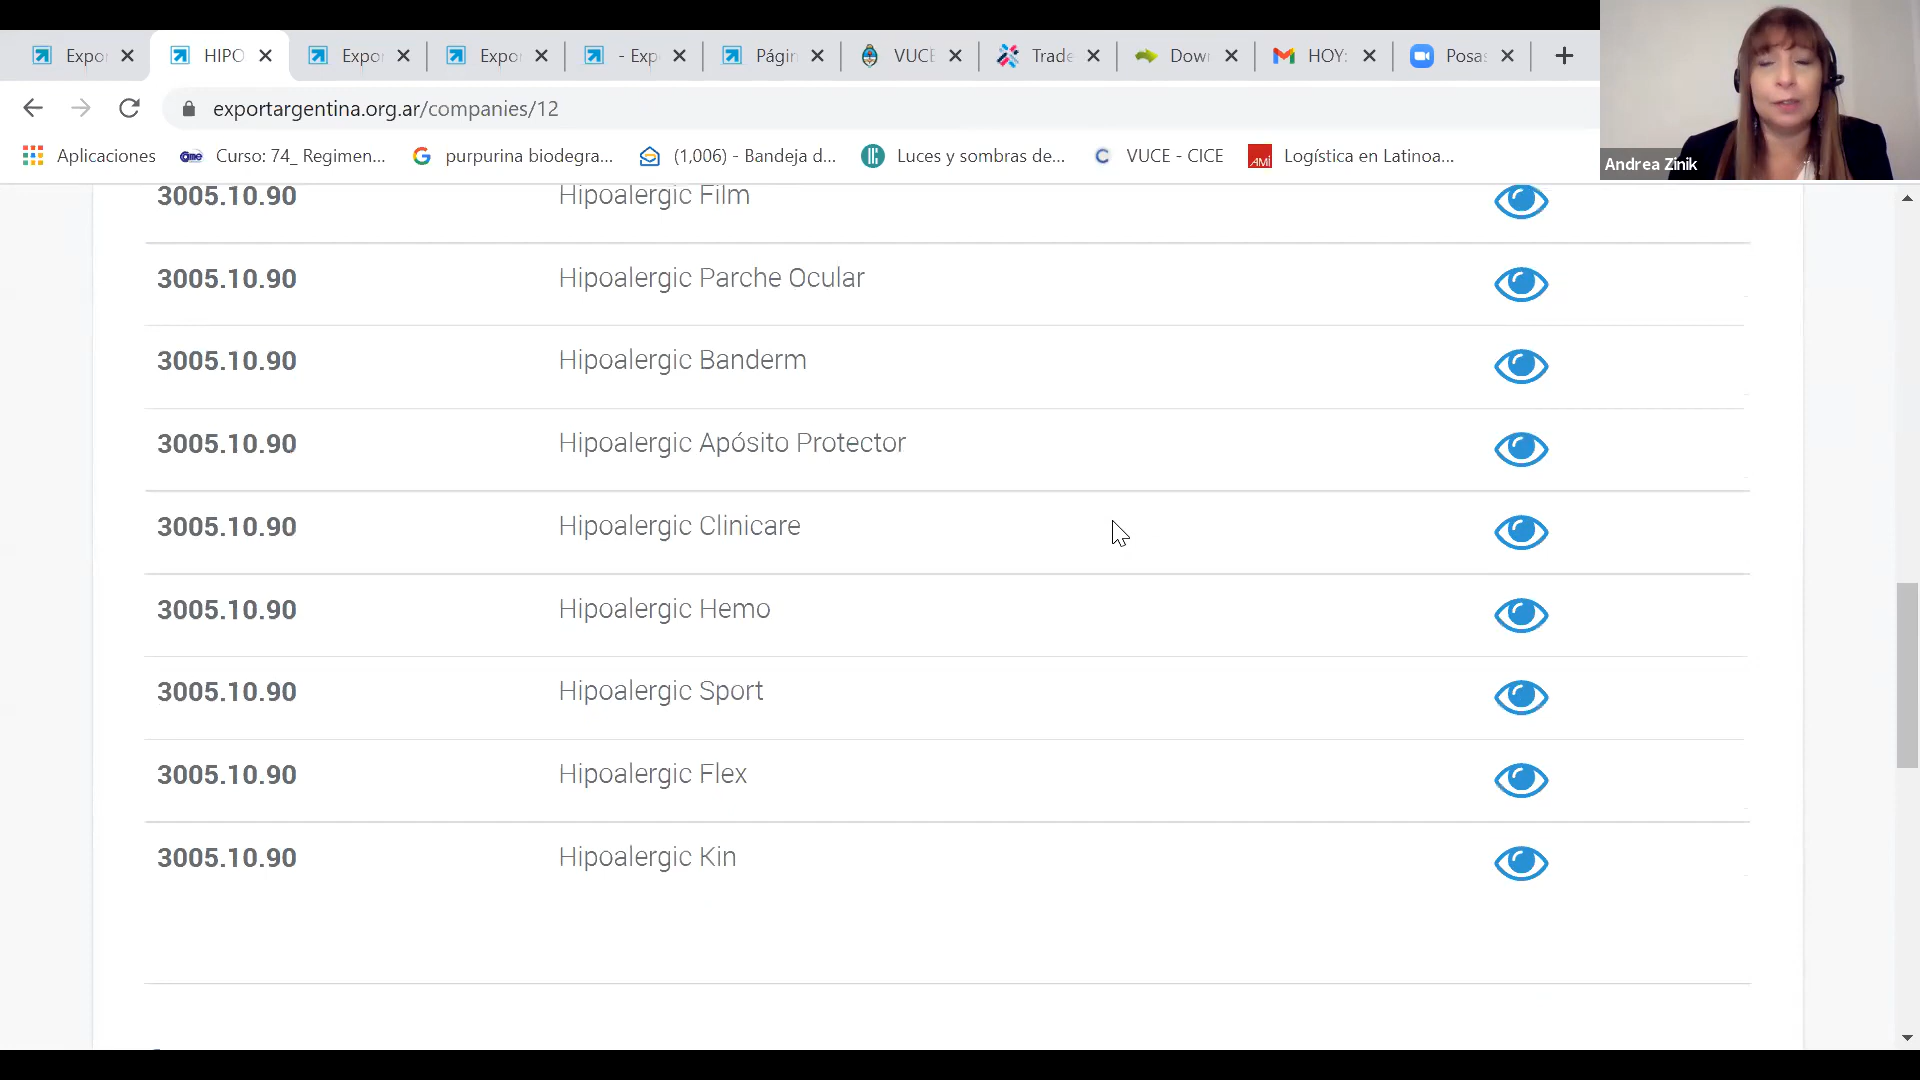 Expo
HIPO
Expo
Expo
- Exp
Págin
VUCE
Trade
Dow
HOY:
Posas
exportargentina.org.ar/companies/12
Aplicaciones
Curso: 74_ Regimen...
purpurina biodegra...
(1,006) - Bandeja d...
Luces y sombras de...
VUCE - CICE
Logística en Latinoa...
Andrea Zinik
3005.10.90 Hipoalergic Film
3005.10.90 Hipoalergic Parche Ocular
3005.10.90 Hipoalergic Banderm
3005.10.90 Hipoalergic Apósito Protector
3005.10.90 Hipoalergic Clinicare
3005.10.90 Hipoalergic Hemo
3005.10.90 Hipoalergic Sport
3005.10.90 Hipoalergic Flex
3005.10.90 Hipoalergic Kin